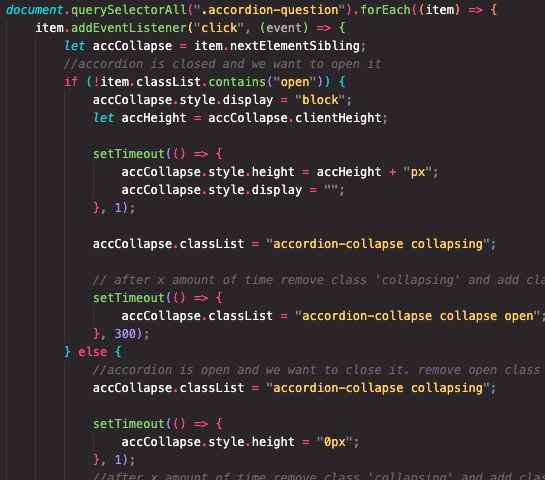 document.querySelectorAll(".accordion-question").forEach((item) => {
item.addEventListener("click", (event) => {
let accCollapse = item.nextElementSibling;
//accordion is closed and we want to open it
if (!item.classList.contains("open")) {
accCollapse.style.display = "block";
let accHeight = accCollapse.clientHeight;
setTimeout(() => {
accCollapse.style.height = accHeight + "px";
accCollapse.style.display = "";
}, 1);
accCollapse.classList = "accordion-collapse collapsing";
// after x amount of time remove class 'collapsing' and add cla
setTimeout(() => {
accCollapse.classList = "accordion-collapse collapse open";
}, 300);
} else {
//accordion is open and we want to close it. remove open class
accCollapse.classList = "accordion-collapse collapsing";
setTimeout(() => {
accCollapse.style.height = "0px";
}, 1);
//after x amount of time remove class 'collapsing' and add clas